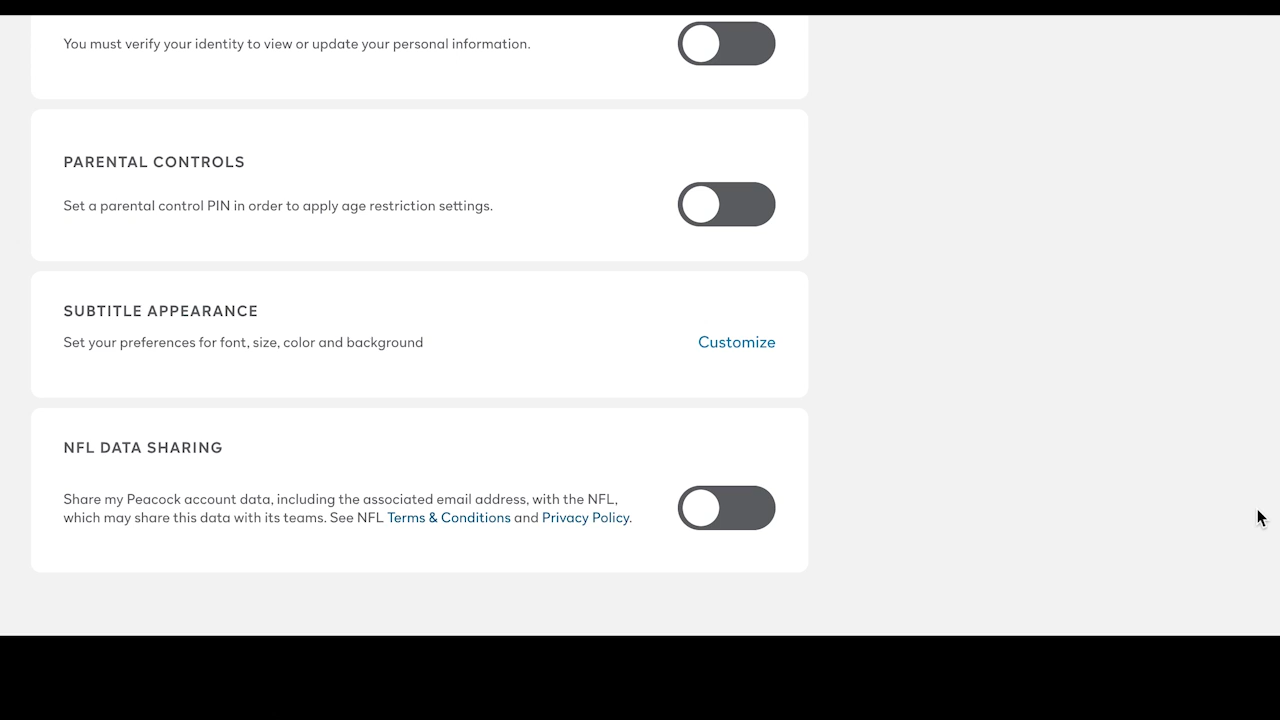 You must verify your identity to view or update your personal information.
PARENTAL CONTROLS
Set a parental control PIN in order to apply age restriction settings.
SUBTITLE APPEARANCE
Set your preferences for font, size, color and background
Customize
NFL DATA SHARING
Share my Peacock account data, including the associated email address, with the NFL,
which may share this data with its teams. See NFL Terms & Conditions and Privacy Policy.